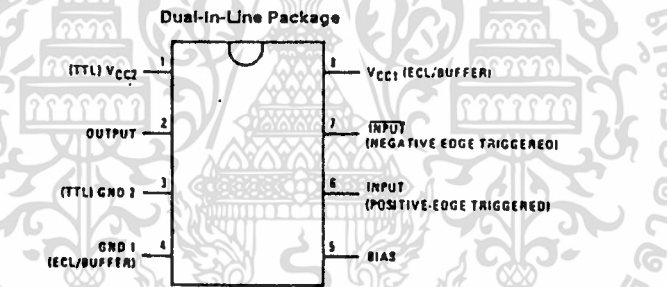 Dual-In-Line Package
1
(TTL) VCC2
8
VCC1 (ECL/BUFFER)
2
OUTPUT
7
INPUT
(NEGATIVE EDGE TRIGGERED)
3
(TTL) GND 2
6
INPUT
(POSITIVE-EDGE TRIGGERED)
4
GND 1
(ECL/BUFFER)
5
BIAS